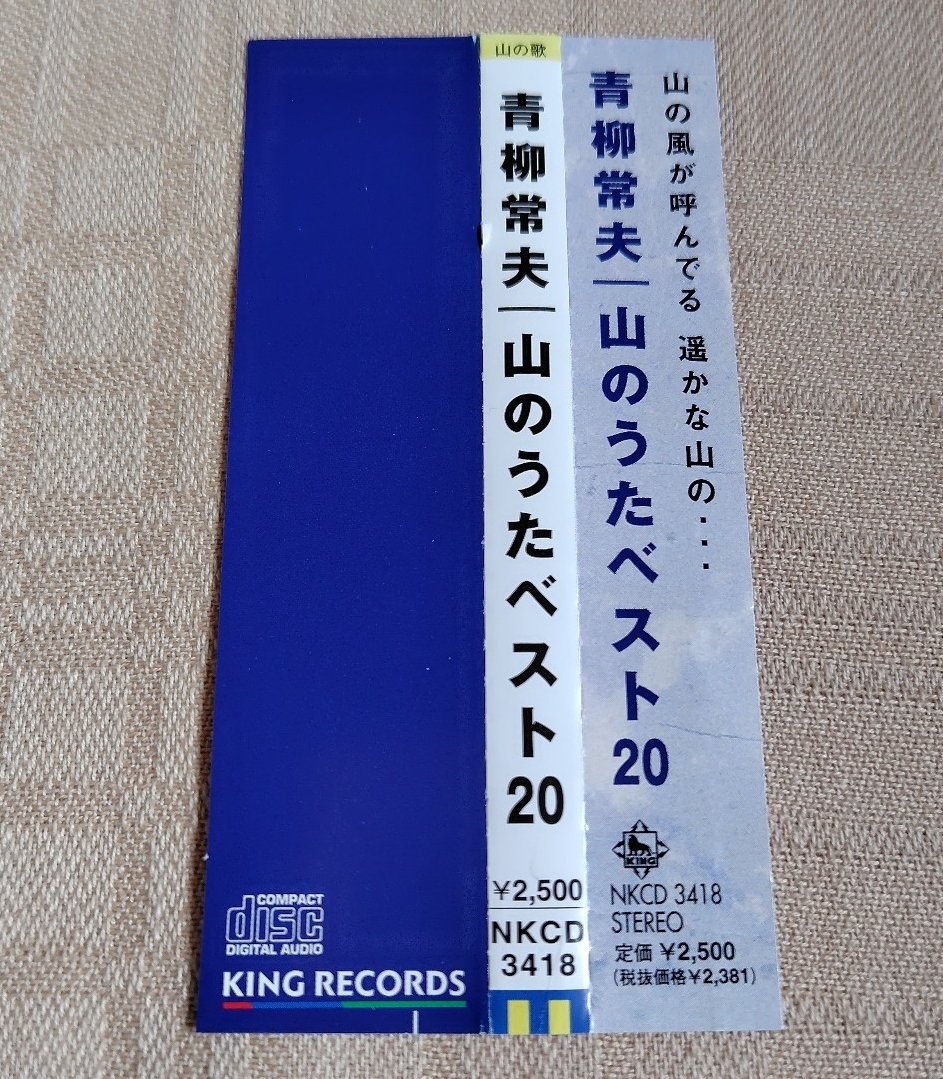 山の風が呼んでる 遥かな山の・・・
青柳常夫|山のうたベスト20
KING
NKCD 3418
STEREO
定価 ¥2,500
(税抜価格¥2,381)
山の歌
青柳常夫|山のうたベスト20
¥2,500
NKCD
3418
COMPACT
disc
DIGITAL AUDIO
KING RECORDS